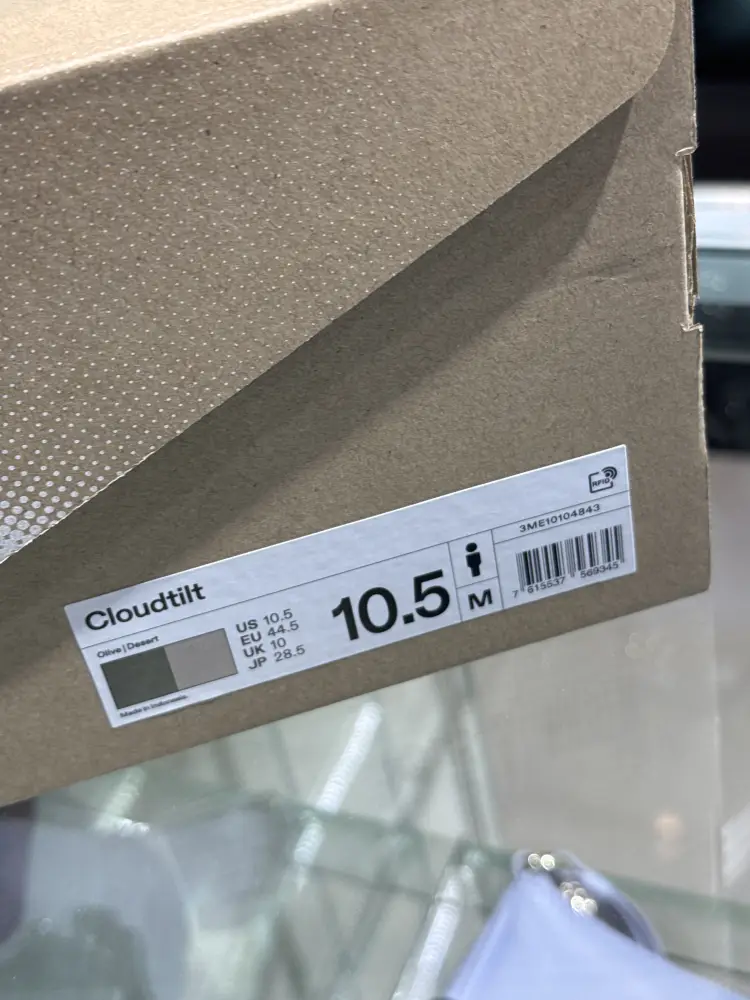 RFID
3ME10104843
Cloudtilt
Olive | Desert
US 10.5
EU 44.5
UK 10
JP 28.5
10.5
M
7 615537 569345
Made in Indonesia